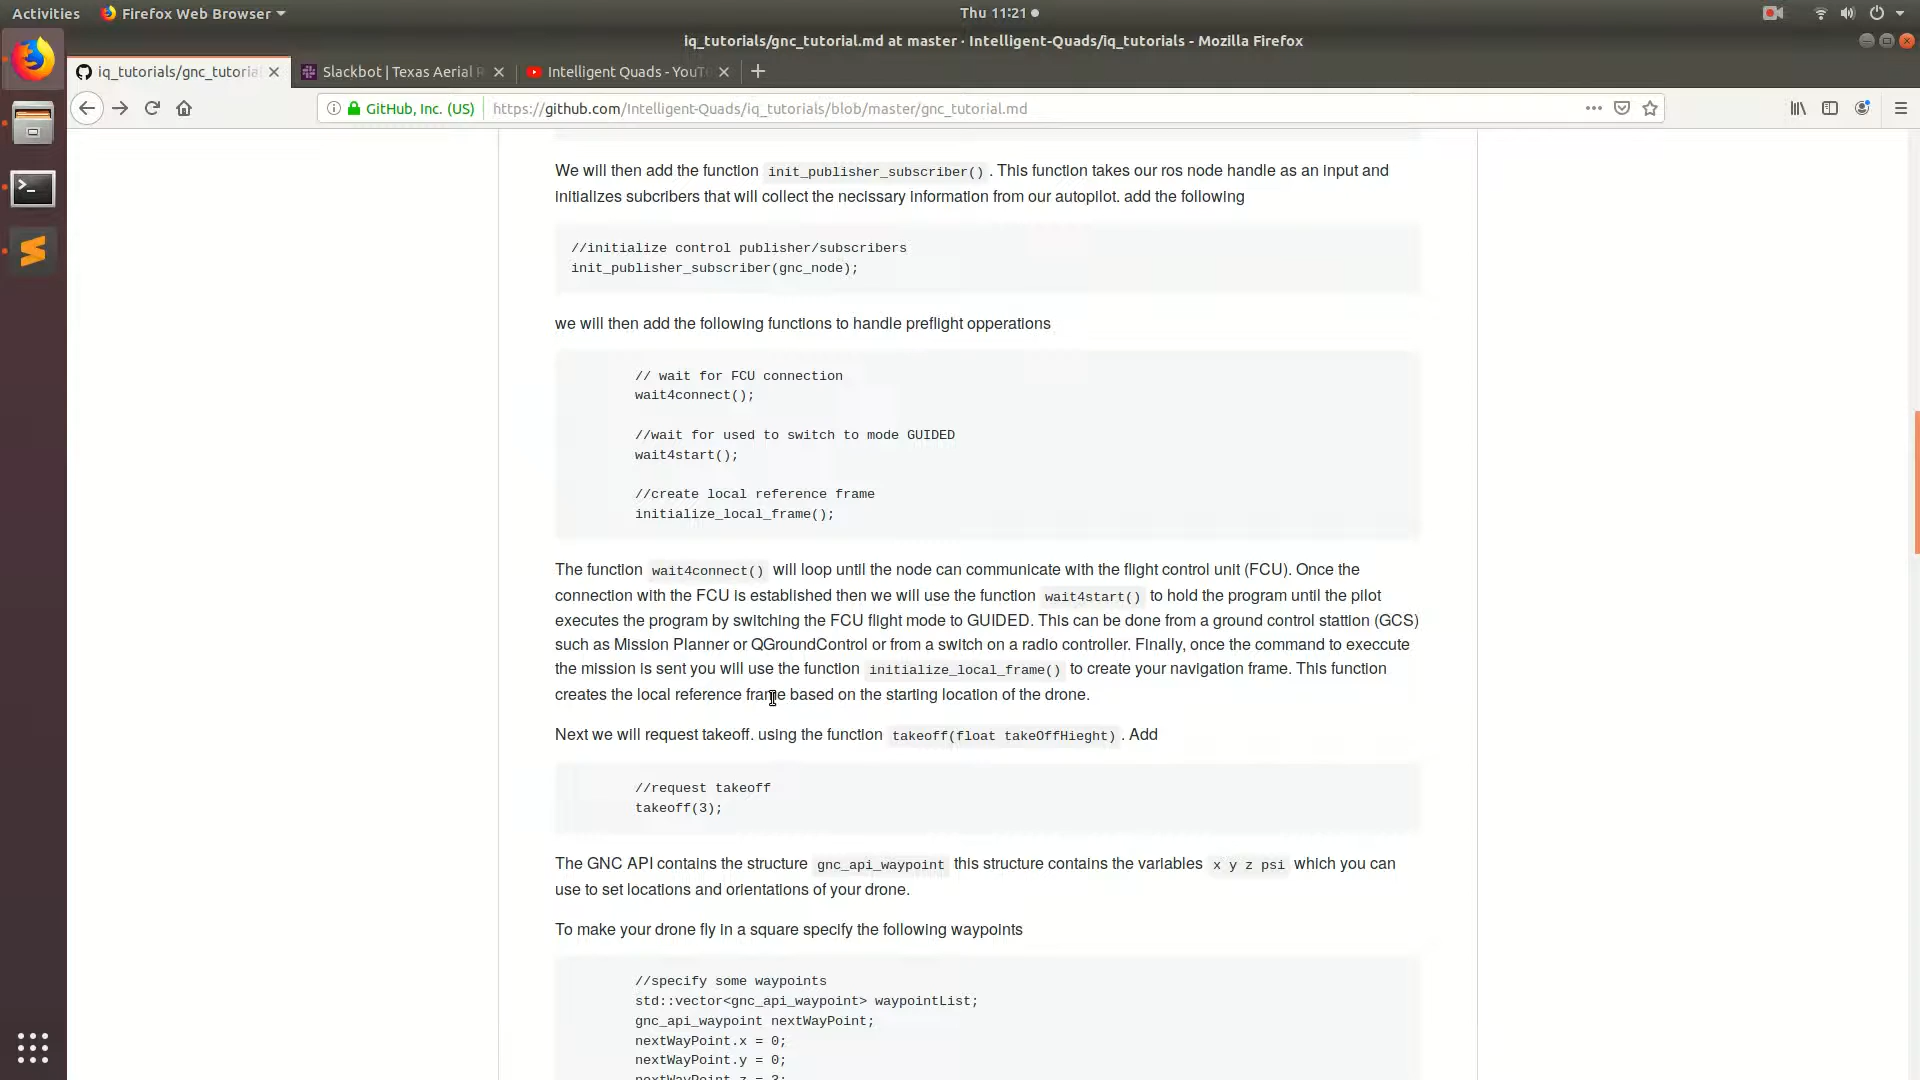 Activities Firefox Web Browser Thu 11:21
iq_tutorials/gnc_tutorial.md at master · Intelligent-Quads/iq_tutorials - Mozilla Firefox
iq_tutorials/gnc_tutoria Slackbot | Texas Aerial R Intelligent Quads - YouT
GitHub, Inc. (US) https://github.com/Intelligent-Quads/iq_tutorials/blob/master/gnc_tutorial.md
We will then add the function init_publisher_subscriber() . This function takes our ros node handle as an input and
initializes subcribers that will collect the necissary information from our autopilot. add the following
//initialize control publisher/subscribers
init_publisher_subscriber(gnc_node);
we will then add the following functions to handle preflight opperations
// wait for FCU connection
wait4connect();
//wait for used to switch to mode GUIDED
wait4start();
//create local reference frame
initialize_local_frame();
The function wait4connect() will loop until the node can communicate with the flight control unit (FCU). Once the
connection with the FCU is established then we will use the function wait4start() to hold the program until the pilot
executes the program by switching the FCU flight mode to GUIDED. This can be done from a ground control stattion (GCS)
such as Mission Planner or QGroundControl or from a switch on a radio controller. Finally, once the command to execcute
the mission is sent you will use the function initialize_local_frame() to create your navigation frame. This function
creates the local reference frame based on the starting location of the drone.
Next we will request takeoff. using the function takeoff(float takeOffHieght) . Add
//request takeoff
takeoff(3);
The GNC API contains the structure gnc_api_waypoint this structure contains the variables x y z psi which you can
use to set locations and orientations of your drone.
To make your drone fly in a square specify the following waypoints
//specify some waypoints
std::vector<gnc_api_waypoint> waypointList;
gnc_api_waypoint nextWayPoint;
nextWayPoint.x = 0;
nextWayPoint.y = 0;
nextWayPoint.z = 3;